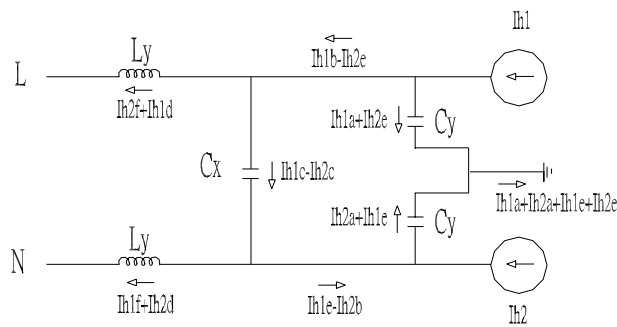 Ih1
Ly
Ih1b-Ih2e
L
Ih2f+Ih1d
Ih1a+Ih2e
Cy
Cx
Ih1c-Ih2c
Ih1a+Ih2a+Ih1e+Ih2e
Ih2a+Ih1e
Cy
Ly
N
Ih1f+Ih2d
Ih1e-Ih2b
Ih2